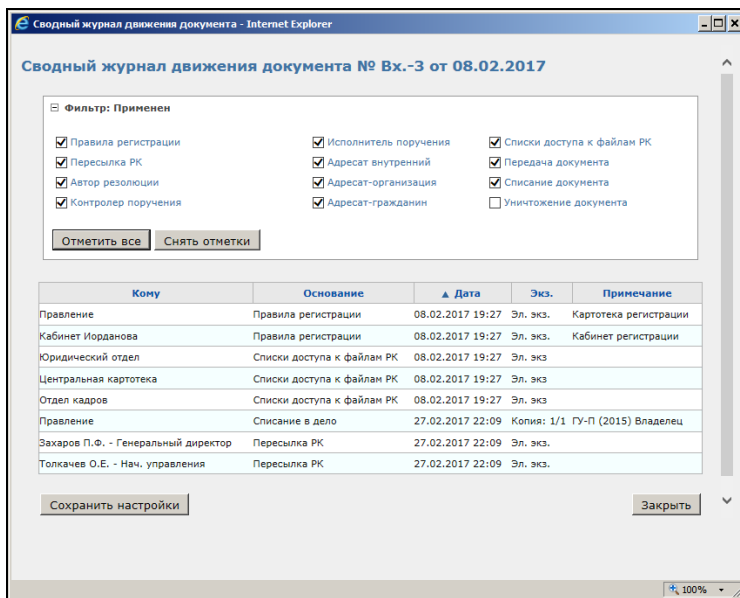 Сводный журнал движения документа - Internet Explorer
Сводный журнал движения документа № Вх.-3 от 08.02.2017
Фильтр: Применен
Правила регистрации Исполнитель поручения Списки доступа к файлам РК
Пересылка РК Адресат внутренний Передача документа
Автор резолюции Адресат-организация Списание документа
Контролер поручения Адресат-гражданин Уничтожение документа
Отметить все Снять отметки
Кому Основание ▲ Дата Экз. Примечание
Правление Правила регистрации 08.02.2017 19:27 Эл. экз. Картотека регистрации
Кабинет Иорданова Правила регистрации 08.02.2017 19:27 Эл. экз. Кабинет регистрации
Юридический отдел Списки доступа к файлам РК 08.02.2017 19:27 Эл. экз
Центральная картотека Списки доступа к файлам РК 08.02.2017 19:27 Эл. экз
Отдел кадров Списки доступа к файлам РК 08.02.2017 19:27 Эл. экз
Правление Списание в дело 27.02.2017 22:09 Копия: 1/1 ГУ-П (2015) Владелец
Захаров П.Ф. - Генеральный директор Пересылка РК 27.02.2017 22:09 Эл. экз.
Толкачев О.Е. - Нач. управления Пересылка РК 27.02.2017 22:09 Эл. экз.
Сохранить настройки Закрыть
100%